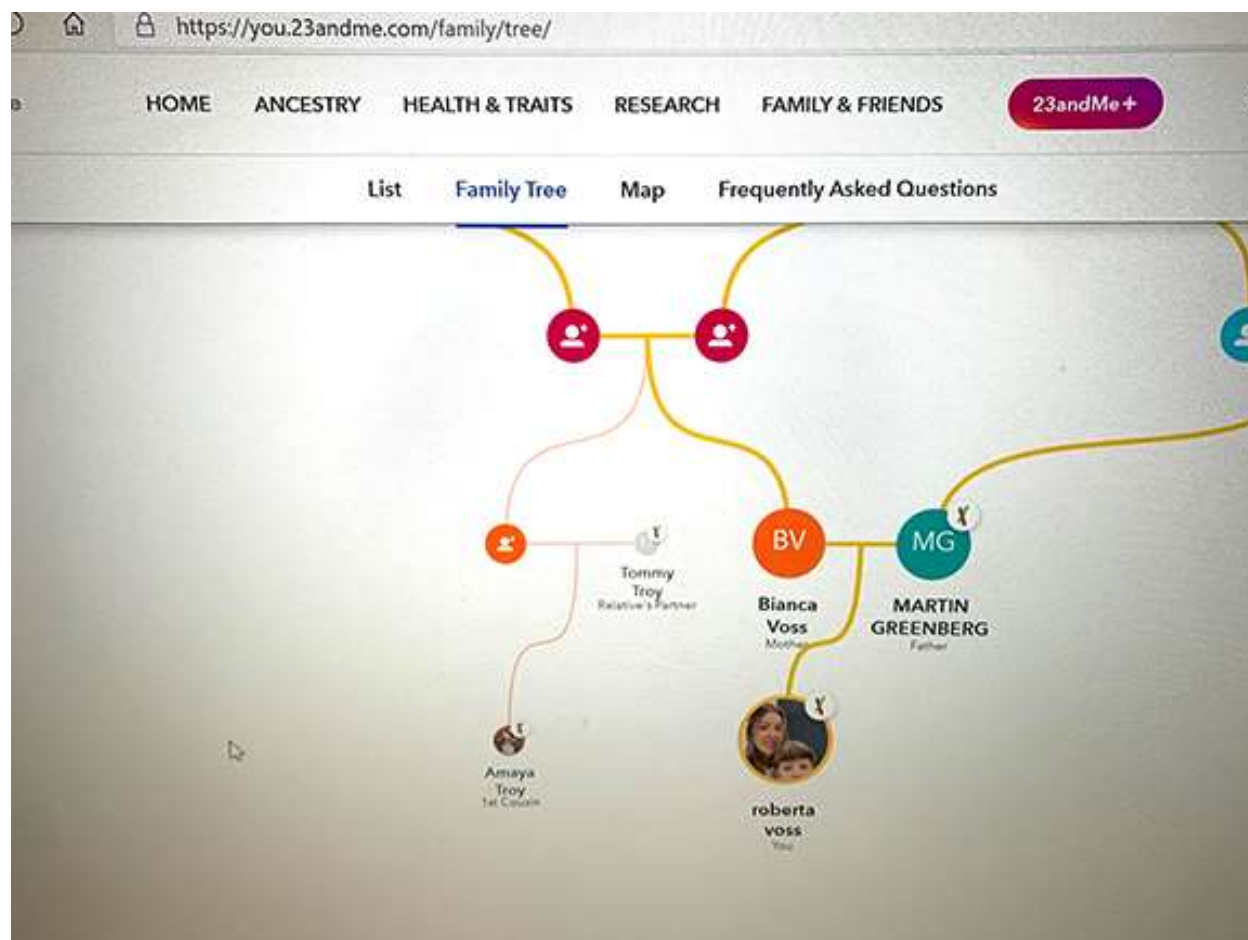 https://you.23andme.com/family/tree/
HOME ANCESTRY HEALTH & TRAITS RESEARCH FAMILY & FRIENDS 23andMe+
List Family Tree Map Frequently Asked Questions
BV MG
Tommy
Troy
Relative's Partner
Bianca
Voss
Mother
MARTIN
GREENBERG
Father
Amaya
Troy
1st Cousin
roberta
voss
You